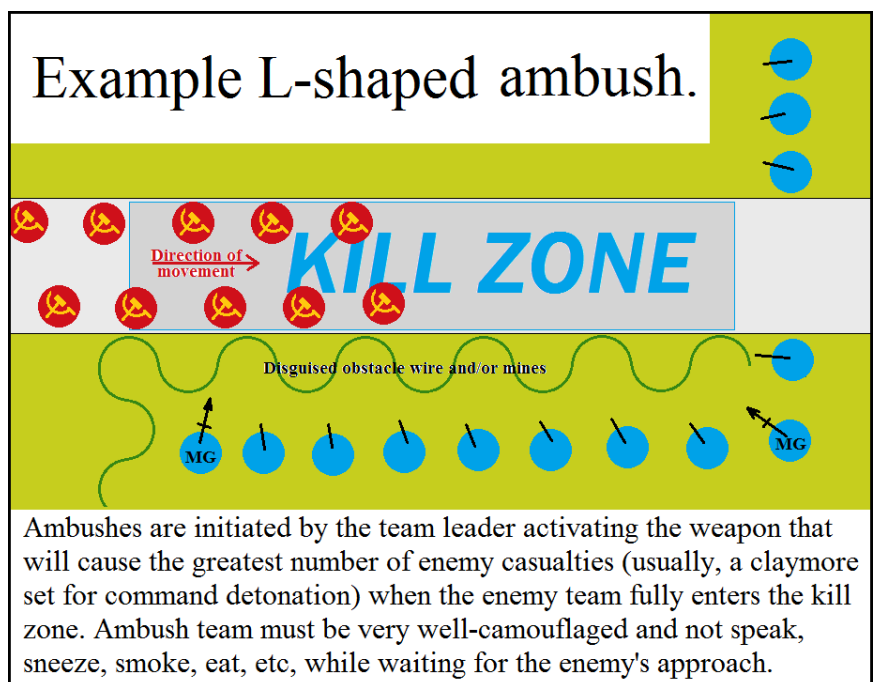 Example L-shaped ambush.
Direction of
movement
KILL ZONE
Disguised obstacle wire and/or mines
MG
MG
Ambushes are initiated by the team leader activating the weapon that
will cause the greatest number of enemy casualties (usually, a claymore
set for command detonation) when the enemy team fully enters the kill
zone. Ambush team must be very well-camouflaged and not speak,
sneeze, smoke, eat, etc, while waiting for the enemy's approach.